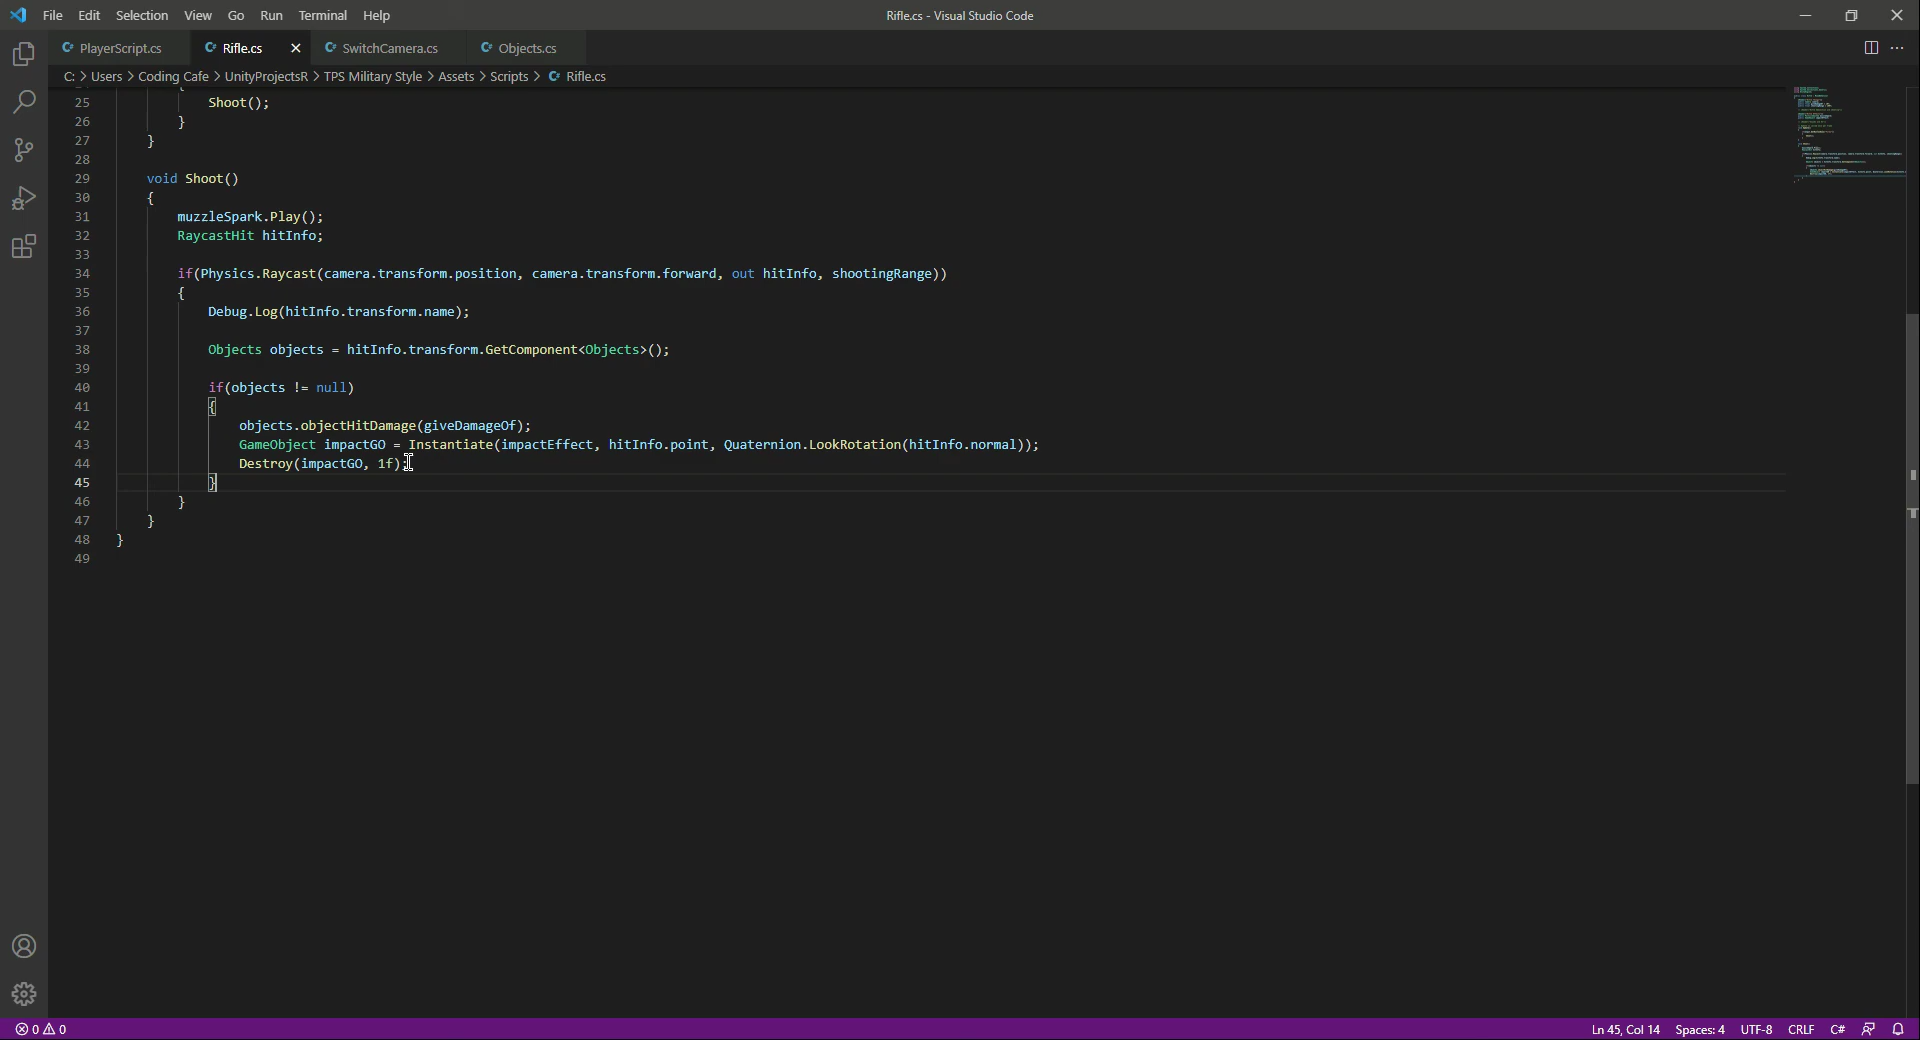 File Edit Selection View Go Run Terminal Help
Rifle.cs - Visual Studio Code
PlayerScript.cs Rifle.cs SwitchCamera.cs Objects.cs
C: > Users > Coding Cafe > UnityProjectsR > TPS Military Style > Assets > Scripts > Rifle.cs
25 Shoot();
26 }
27 }
28
29 void Shoot()
30 {
31 muzzleSpark.Play();
32 RaycastHit hitInfo;
33
34 if(Physics.Raycast(camera.transform.position, camera.transform.forward, out hitInfo, shootingRange))
35 {
36 Debug.Log(hitInfo.transform.name);
37
38 Objects objects = hitInfo.transform.GetComponent<Objects>();
39
40 if(objects != null)
41 {
42 objects.objectHitDamage(giveDamageOf);
43 GameObject impactGO = Instantiate(impactEffect, hitInfo.point, Quaternion.LookRotation(hitInfo.normal));
44 Destroy(impactGO, 1f);
45 }
46 }
47 }
48 }
49
0 0
Ln 45, Col 14 Spaces: 4 UTF-8 CRLF C#